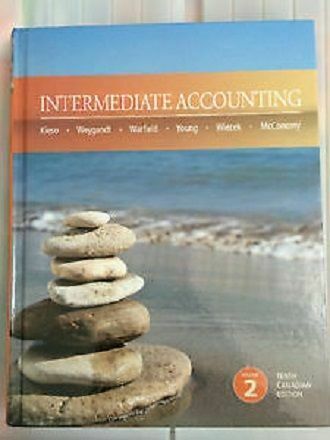 INTERMEDIATE ACCOUNTING
Kieso • Weygandt • Warfield • Young • Wiecek • McConomy
VOLUME
2
TENTH
CANADIAN
EDITION